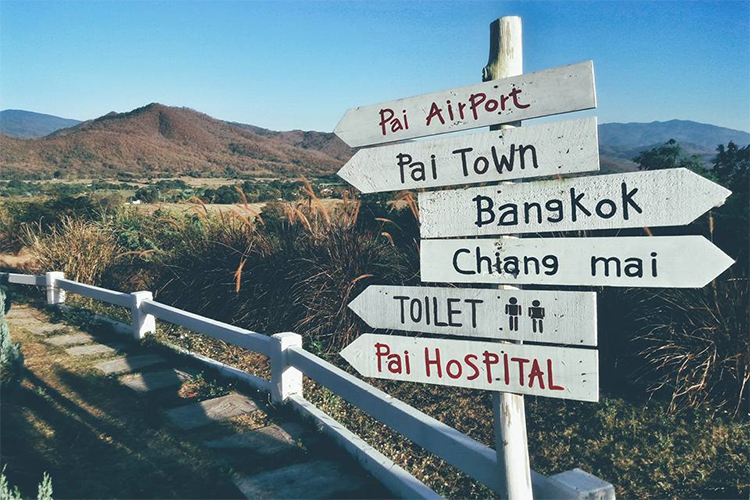 Pai AirPort
Pai Town
Bangkok
Chiang mai
TOILET
Pai HosPiTaL